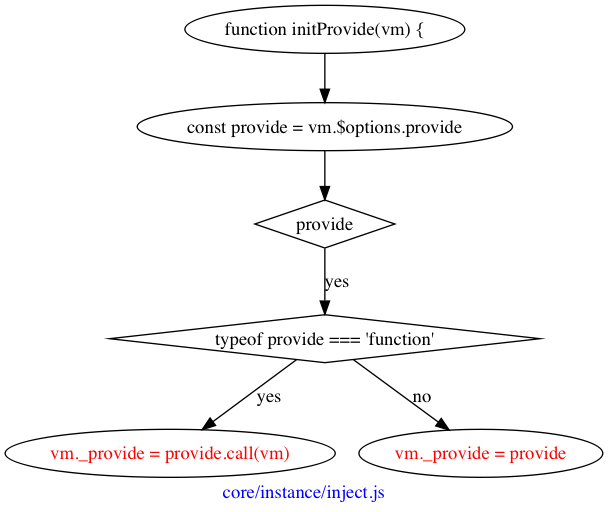 function initProvide(vm) {
const provide = vm.$options.provide
provide
yes
typeof provide === 'function'
yes
no
vm._provide = provide.call(vm)
vm._provide = provide
core/instance/inject.js